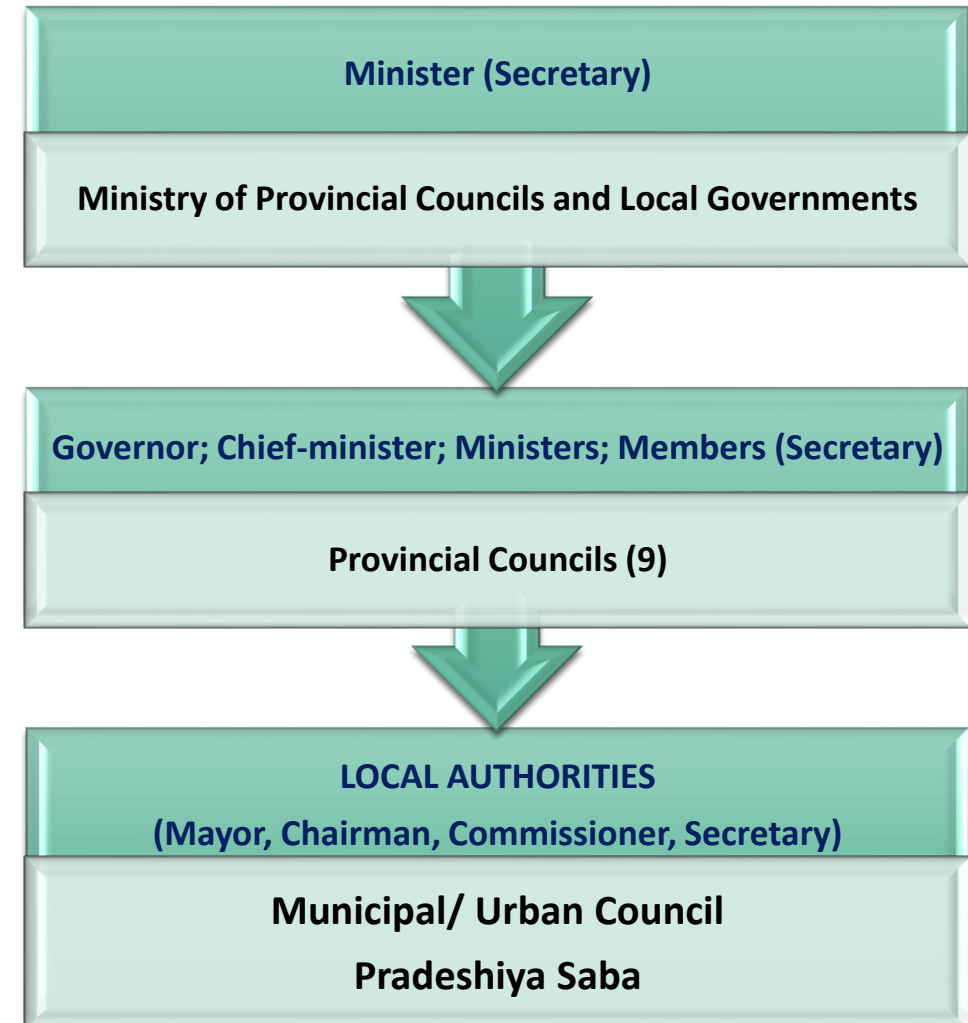 Minister (Secretary)
Ministry of Provincial Councils and Local Governments
Governor; Chief-minister; Ministers; Members (Secretary)
Provincial Councils (9)
LOCAL AUTHORITIES
(Mayor, Chairman, Commissioner, Secretary)
Municipal/ Urban Council
Pradeshiya Saba